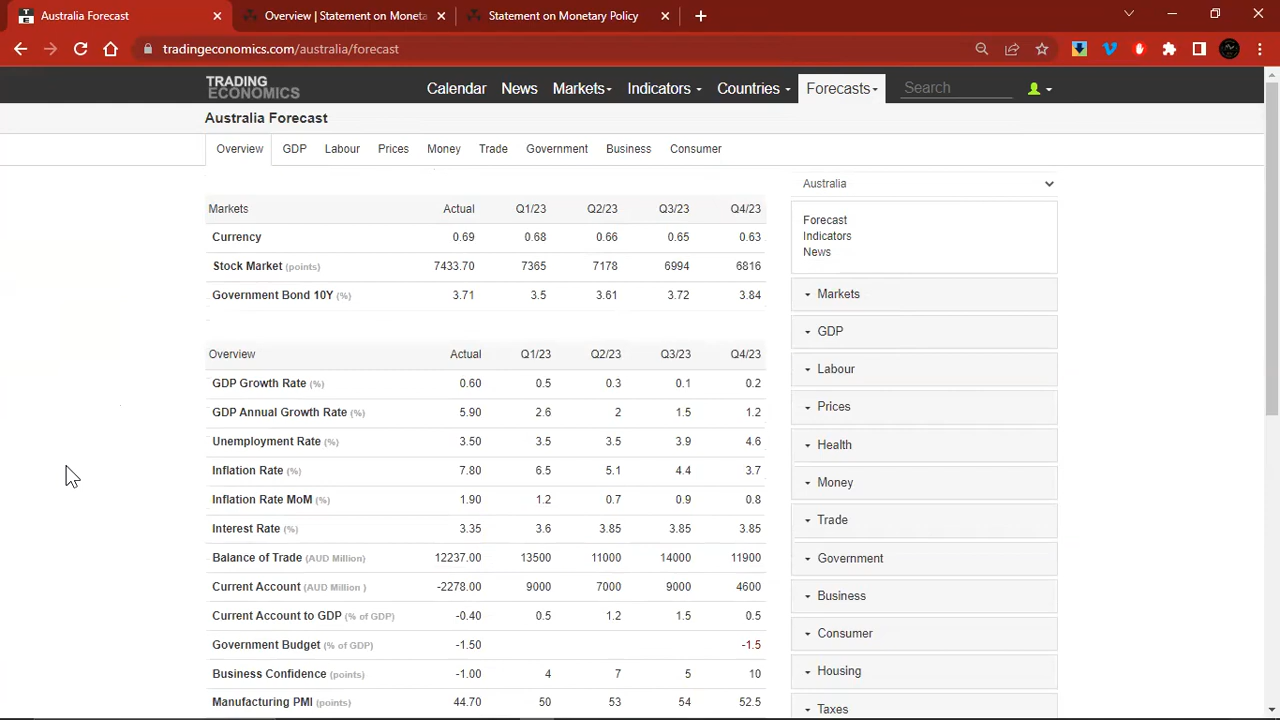 Australia Forecast
Overview | Statement on Moneta
Statement on Monetary Policy
tradingeconomics.com/australia/forecast
TRADING
ECONOMICS
Calendar News Markets Indicators Countries Forecasts Search
Australia Forecast
Overview GDP Labour Prices Money Trade Government Business Consumer
Australia
Markets Actual Q1/23 Q2/23 Q3/23 Q4/23
Currency 0.69 0.68 0.66 0.65 0.63
Stock Market (points) 7433.70 7365 7178 6994 6816
Government Bond 10Y (%) 3.71 3.5 3.61 3.72 3.84
Overview Actual Q1/23 Q2/23 Q3/23 Q4/23
GDP Growth Rate (%) 0.60 0.5 0.3 0.1 0.2
GDP Annual Growth Rate (%) 5.90 2.6 2 1.5 1.2
Unemployment Rate (%) 3.50 3.5 3.5 3.9 4.6
Inflation Rate (%) 7.80 6.5 5.1 4.4 3.7
Inflation Rate MoM (%) 1.90 1.2 0.7 0.9 0.8
Interest Rate (%) 3.35 3.6 3.85 3.85 3.85
Balance of Trade (AUD Million) 12237.00 13500 11000 14000 11900
Current Account (AUD Million ) -2278.00 9000 7000 9000 4600
Current Account to GDP (% of GDP) -0.40 0.5 1.2 1.5 0.5
Government Budget (% of GDP) -1.50 -1.5
Business Confidence (points) -1.00 4 7 5 10
Manufacturing PMI (points) 44.70 50 53 54 52.5
Forecast
Indicators
News
Markets
GDP
Labour
Prices
Health
Money
Trade
Government
Business
Consumer
Housing
Taxes